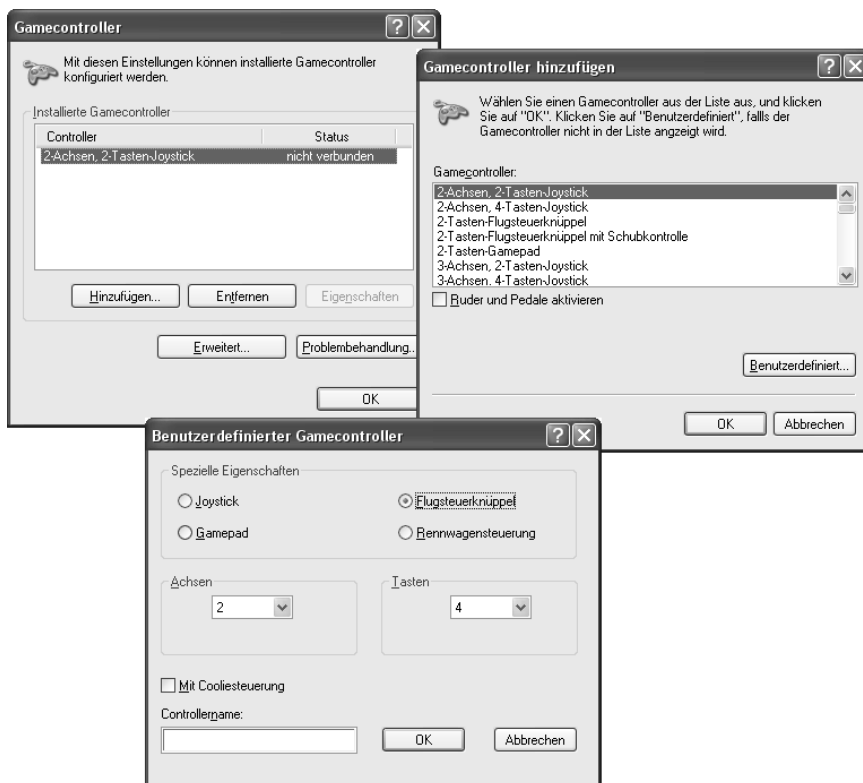 Gamecontroller
Mit diesen Einstellungen können installierte Gamecontroller
konfiguriert werden.
Installierte Gamecontroller
Controller Status
2-Achsen, 2-Tasten-Joystick nicht verbunden
Hinzufügen... Entfernen Eigenschaften
Erweitert... Problembehandlung...
OK
Gamecontroller hinzufügen
Wählen Sie einen Gamecontroller aus der Liste aus, und klicken
Sie auf "OK". Klicken Sie auf "Benutzerdefiniert", fallls der
Gamecontroller nicht in der Liste angzeigt wird.
Gamecontroller:
2-Achsen, 2-Tasten-Joystick
2-Achsen, 4-Tasten-Joystick
2-Tasten-Flugsteuerknüppel
2-Tasten-Flugsteuerknüppel mit Schubkontrolle
2-Tasten-Gamepad
3-Achsen, 2-Tasten-Joystick
3-Achsen, 4-Tasten-Joystick
Ruder und Pedale aktivieren
Benutzerdefiniert...
OK Abbrechen
Benutzerdefinierter Gamecontroller
Spezielle Eigenschaften
Joystick Flugsteuerknüppel
Gamepad Rennwagensteuerung
Achsen Tasten
2 4
Mit Cooliesteuerung
Controllername:
OK Abbrechen